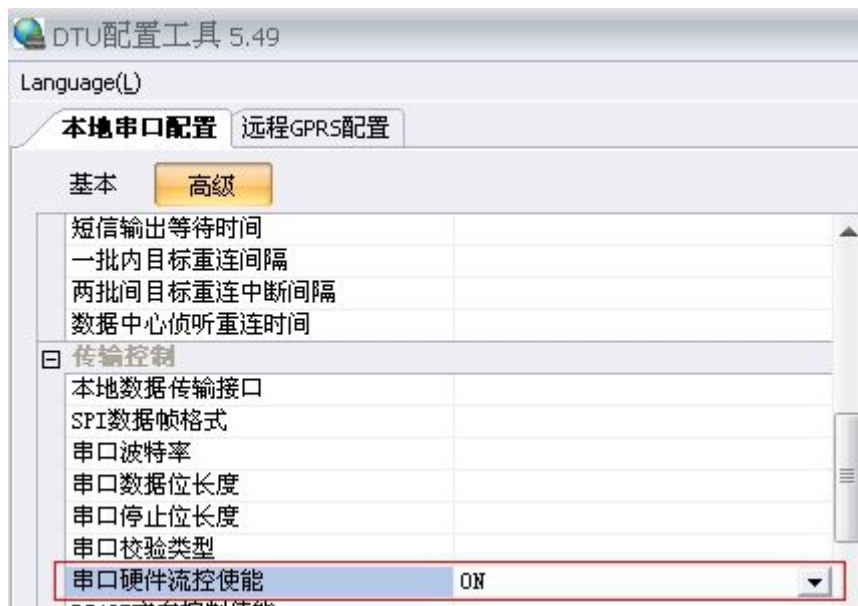 DTU配置工具 5.49
Language(L)
本地串口配置 远程GPRS配置
基本 高级
短信输出等待时间
一批内目标重连间隔
两批间目标重连中断间隔
数据中心侦听重连时间
传输控制
本地数据传输接口
SPI数据帧格式
串口波特率
串口数据位长度
串口停止位长度
串口校验类型
串口硬件流控使能 ON